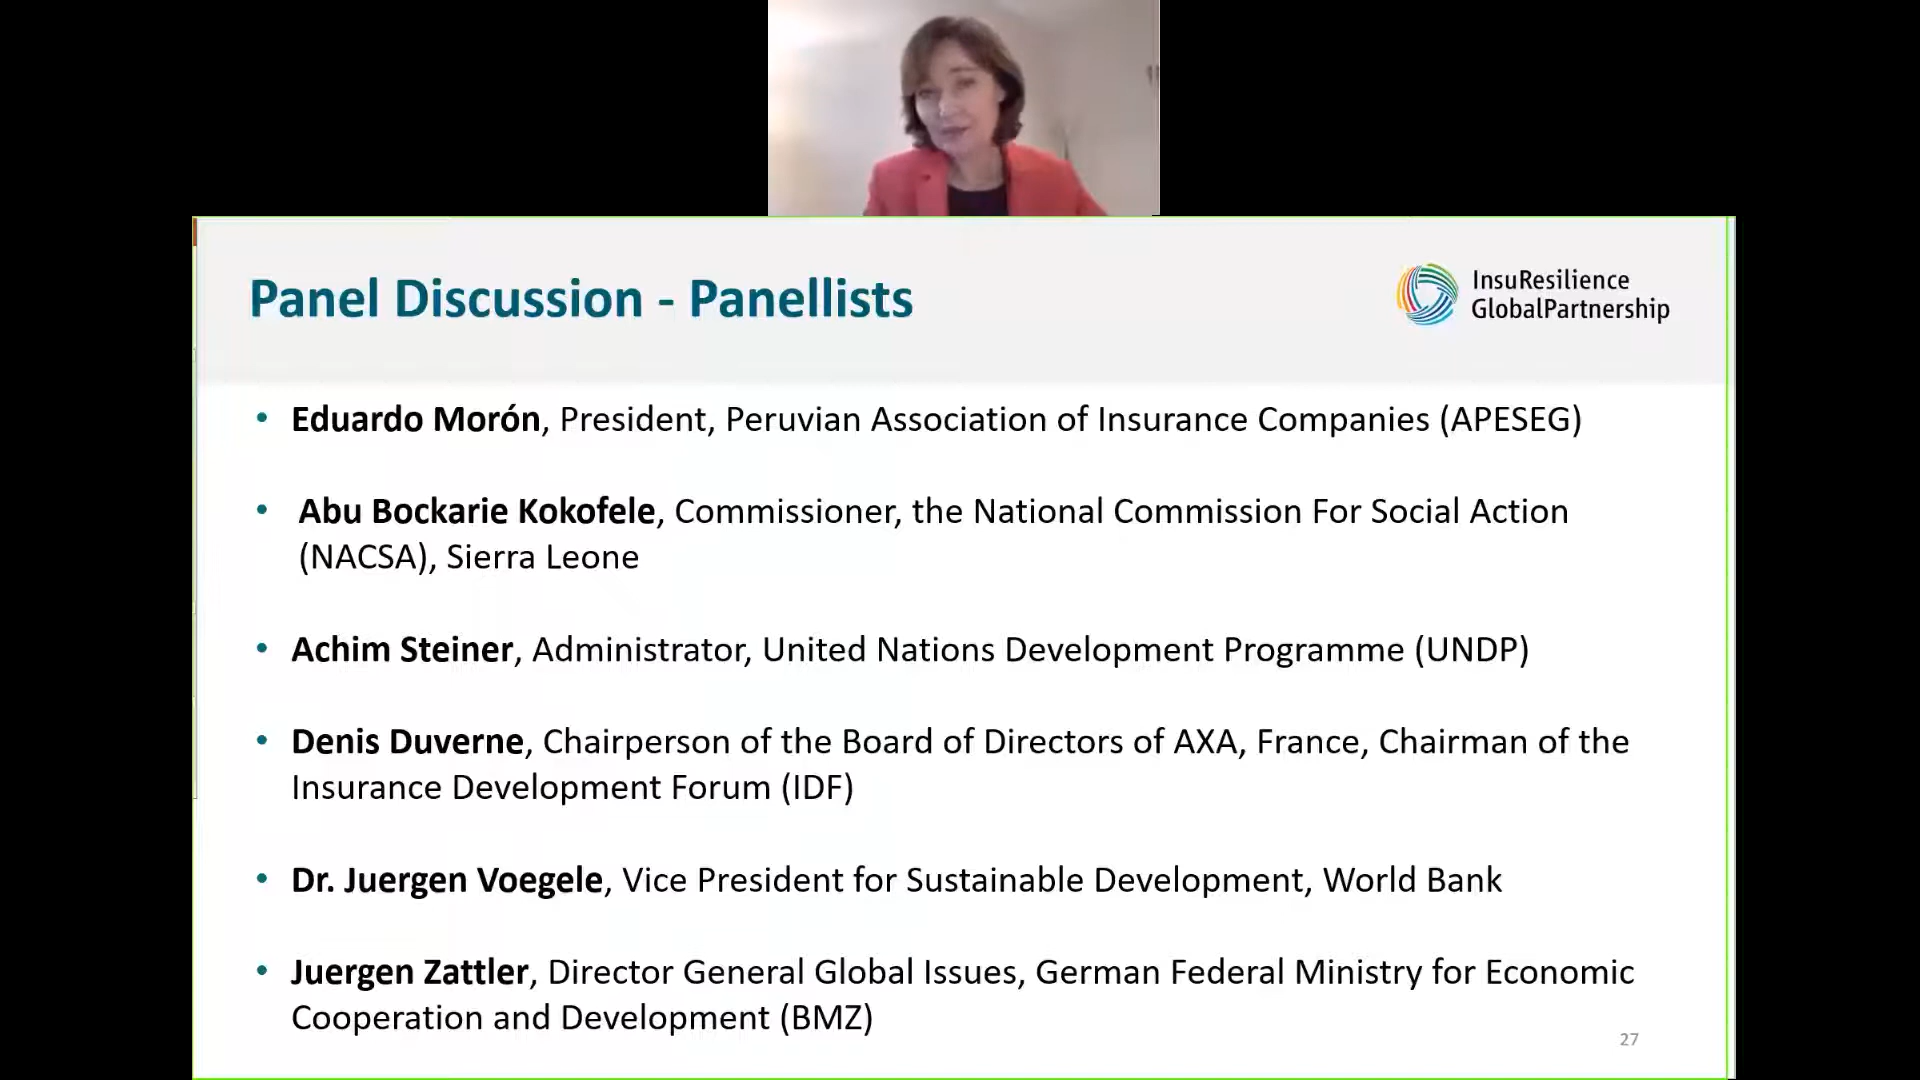 Panel Discussion - Panellists
InsuResilience
GlobalPartnership
• Eduardo Morón, President, Peruvian Association of Insurance Companies (APESEG)
• Abu Bockarie Kokofele, Commissioner, the National Commission For Social Action
(NACSA), Sierra Leone
• Achim Steiner, Administrator, United Nations Development Programme (UNDP)
• Denis Duverne, Chairperson of the Board of Directors of AXA, France, Chairman of the
Insurance Development Forum (IDF)
• Dr. Juergen Voegele, Vice President for Sustainable Development, World Bank
• Juergen Zattler, Director General Global Issues, German Federal Ministry for Economic
Cooperation and Development (BMZ)
27